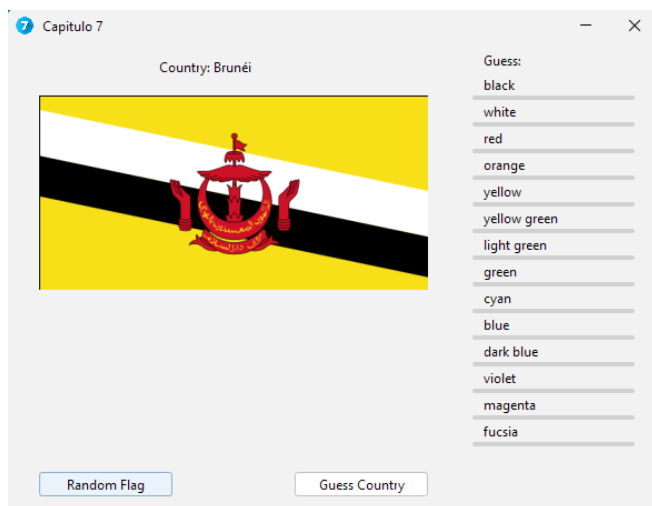 7 Capitulo 7
Country: Brunéi
Guess:
black
white
red
orange
yellow
yellow green
light green
green
cyan
blue
dark blue
violet
magenta
fucsia
Random Flag
Guess Country